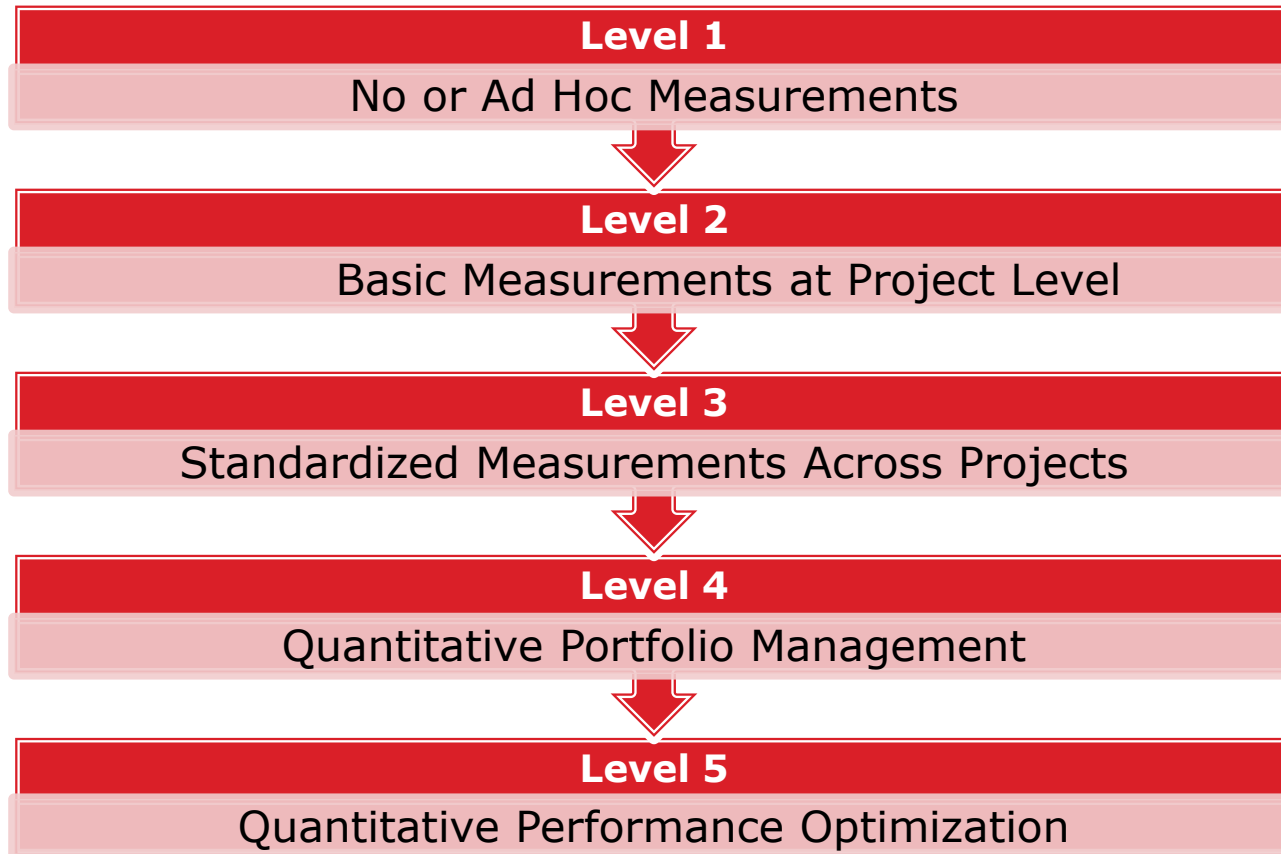 Level 1
No or Ad Hoc Measurements
Level 2
Basic Measurements at Project Level
Level 3
Standardized Measurements Across Projects
Level 4
Quantitative Portfolio Management
Level 5
Quantitative Performance Optimization